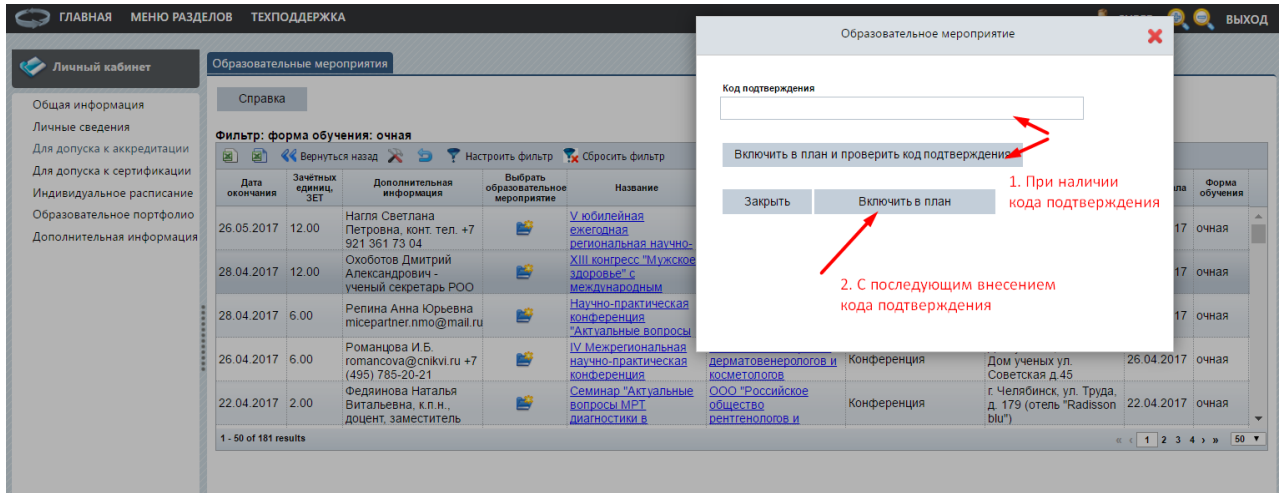 ГЛАВНАЯ МЕНЮ РАЗДЕЛОВ ТЕХПОДДЕРЖКА ВЫХОД
Личный кабинет
Общая информация
Личные сведения
Для допуска к аккредитации
Для допуска к сертификации
Индивидуальное расписание
Образовательное портфолио
Дополнительная информация
Образовательные мероприятия
Справка
Фильтр: форма обучения: очная
Вернуться назад Настроить фильтр Сбросить фильтр
Дата окончания Зачётных единиц, ЗЕТ Дополнительная информация Выбрать образовательное мероприятие Название Форма обучения
26.05.2017 12.00 Нагля Светлана Петровна, конт. тел. +7 921 361 73 04 V юбилейная ежегодная региональная научно- 17 очная
28.04.2017 12.00 Охоботов Дмитрий Александрович - ученый секретарь РОО XIII конгресс "Мужское здоровье" с международным 17 очная
28.04.2017 6.00 Репина Анна Юрьевна micepartner.nmo@mail.ru Научно-практическая конференция "Актуальные вопросы 17 очная
26.04.2017 6.00 Романцова И.Б. romancova@cnikvi.ru +7 (495) 785-20-21 IV Межрегиональная научно-практическая конференция дерматовенерологов и косметологов Конференция Дом ученых ул. Советская д.45 26.04.2017 очная
22.04.2017 2.00 Федянинова Наталья Витальевна, к.п.н., доцент, заместитель Семинар "Актуальные вопросы МРТ диагностики в ООО "Российское общество рентгенологов и Конференция г. Челябинск, ул. Труда, д. 179 (отель "Radisson blu") 22.04.2017 очная
1 - 50 of 181 results « ‹ 1 2 3 4 › » 50
Образовательное мероприятие
Код подтверждения
Включить в план и проверить код подтверждения
1. При наличии
кода подтверждения
Закрыть Включить в план
2. С последующим внесением
кода подтверждения